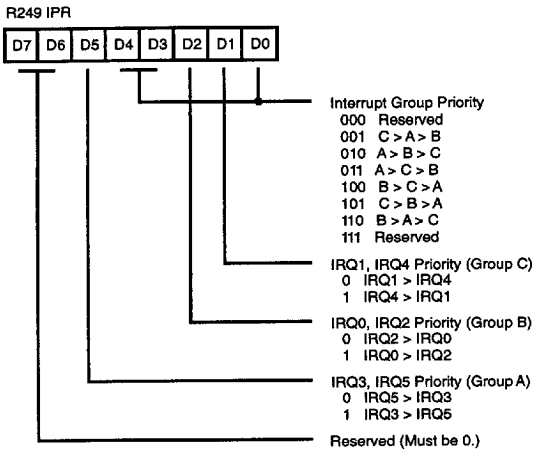 R249 IPR
D7 D6 D5 D4 D3 D2 D1 D0
Interrupt Group Priority
000 Reserved
001 C > A > B
010 A > B > C
011 A > C > B
100 B > C > A
101 C > B > A
110 B > A > C
111 Reserved
IRQ1, IRQ4 Priority (Group C)
0 IRQ1 > IRQ4
1 IRQ4 > IRQ1
IRQ0, IRQ2 Priority (Group B)
0 IRQ2 > IRQ0
1 IRQ0 > IRQ2
IRQ3, IRQ5 Priority (Group A)
0 IRQ5 > IRQ3
1 IRQ3 > IRQ5
Reserved (Must be 0.)